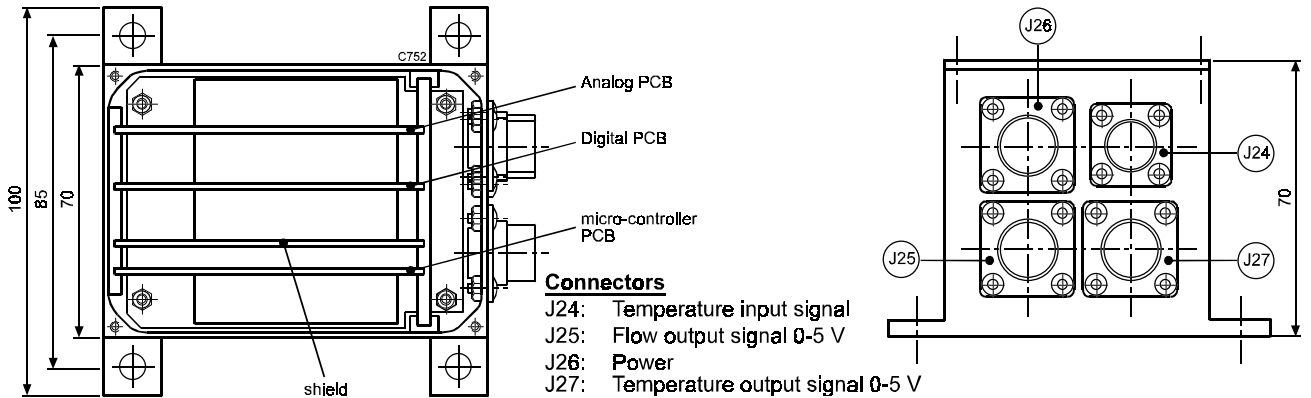 C752
100
85
70
Analog PCB
Digital PCB
micro-controller
PCB
shield
Connectors
J24: Temperature input signal
J25: Flow output signal 0-5 V
J26: Power
J27: Temperature output signal 0-5 V
J26
J24
J25
J27
70